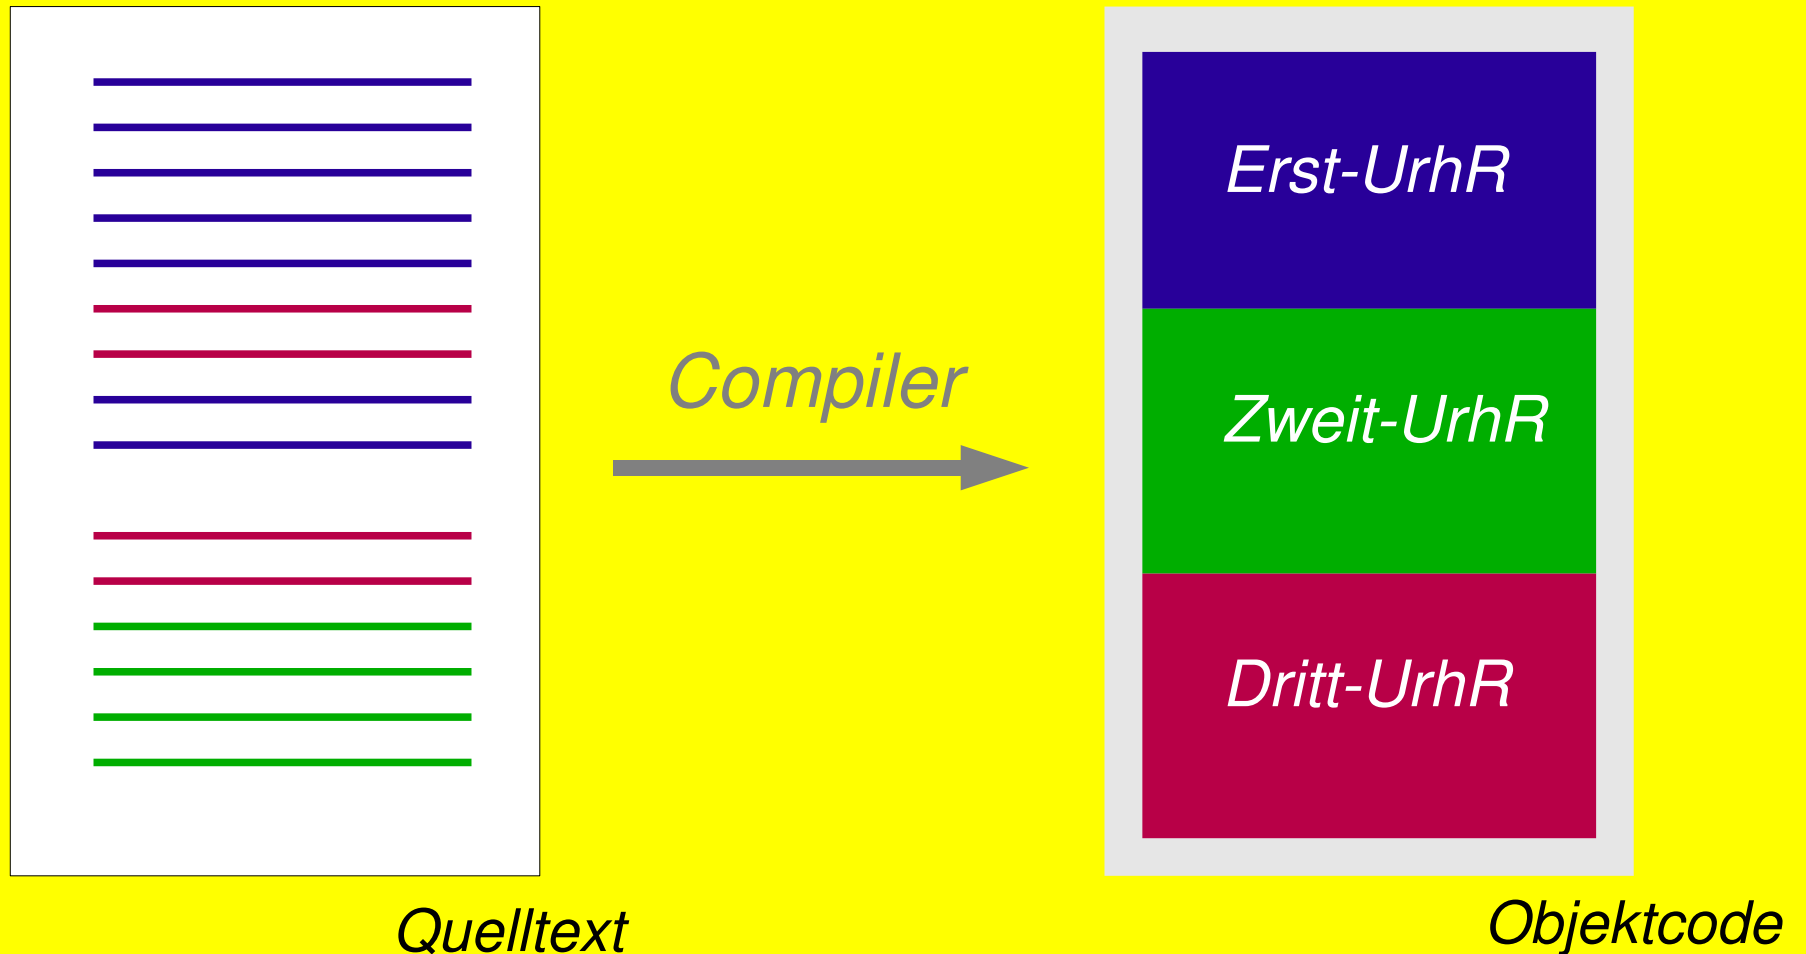 Erst-UrhR
Compiler
Zweit-UrhR
Dritt-UrhR
Quelltext
Objektcode